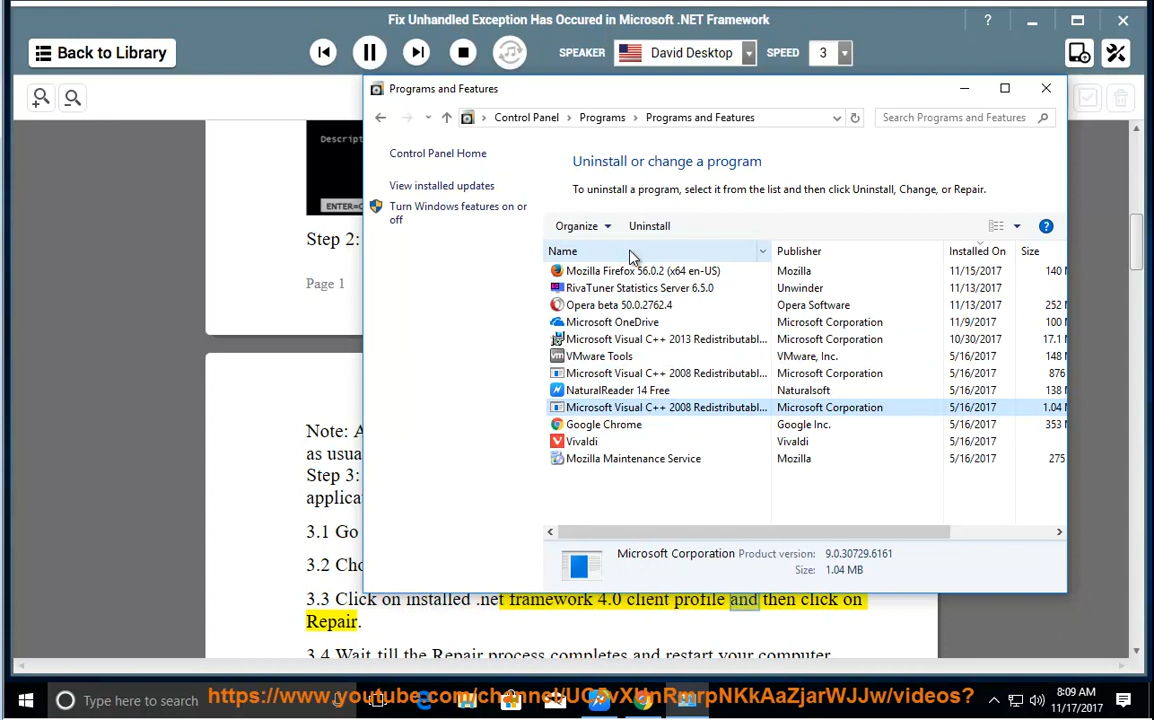 Fix Unhandled Exception Has Occured in Microsoft .NET Framework
Back to Library
SPEAKER David Desktop SPEED 3
Programs and Features
Control Panel Programs Programs and Features Search Programs and Features
Control Panel Home
View installed updates
Turn Windows features on or
off
Uninstall or change a program
To uninstall a program, select it from the list and then click Uninstall, Change, or Repair.
Organize Uninstall
Name Publisher Installed On Size
Mozilla Firefox 56.0.2 (x64 en-US) Mozilla 11/15/2017 140
RivaTuner Statistics Server 6.5.0 Unwinder 11/13/2017
Opera beta 50.0.2762.4 Opera Software 11/13/2017 252
Microsoft OneDrive Microsoft Corporation 11/9/2017 100
Microsoft Visual C++ 2013 Redistributabl... Microsoft Corporation 10/30/2017 17.1
VMware Tools VMware, Inc. 5/16/2017 148
Microsoft Visual C++ 2008 Redistributabl... Microsoft Corporation 5/16/2017 876
NaturalReader 14 Free Naturalsoft 5/16/2017 138
Microsoft Visual C++ 2008 Redistributabl... Microsoft Corporation 5/16/2017 1.04
Google Chrome Google Inc. 5/16/2017 353
Vivaldi Vivaldi 5/16/2017
Mozilla Maintenance Service Mozilla 5/16/2017 275
Microsoft Corporation Product version: 9.0.30729.6161
Size: 1.04 MB
Descript
ENTER=C
Step 2:
Page 1
Note: A
as usua
Step 3:
applica
3.1 Go
3.2 Cho
3.3 Click on installed .net framework 4.0 client profile and then click on
Repair.
3.4 Wait till the Repair process completes and restart your computer
Type here to search
8:09 AM
11/17/2017